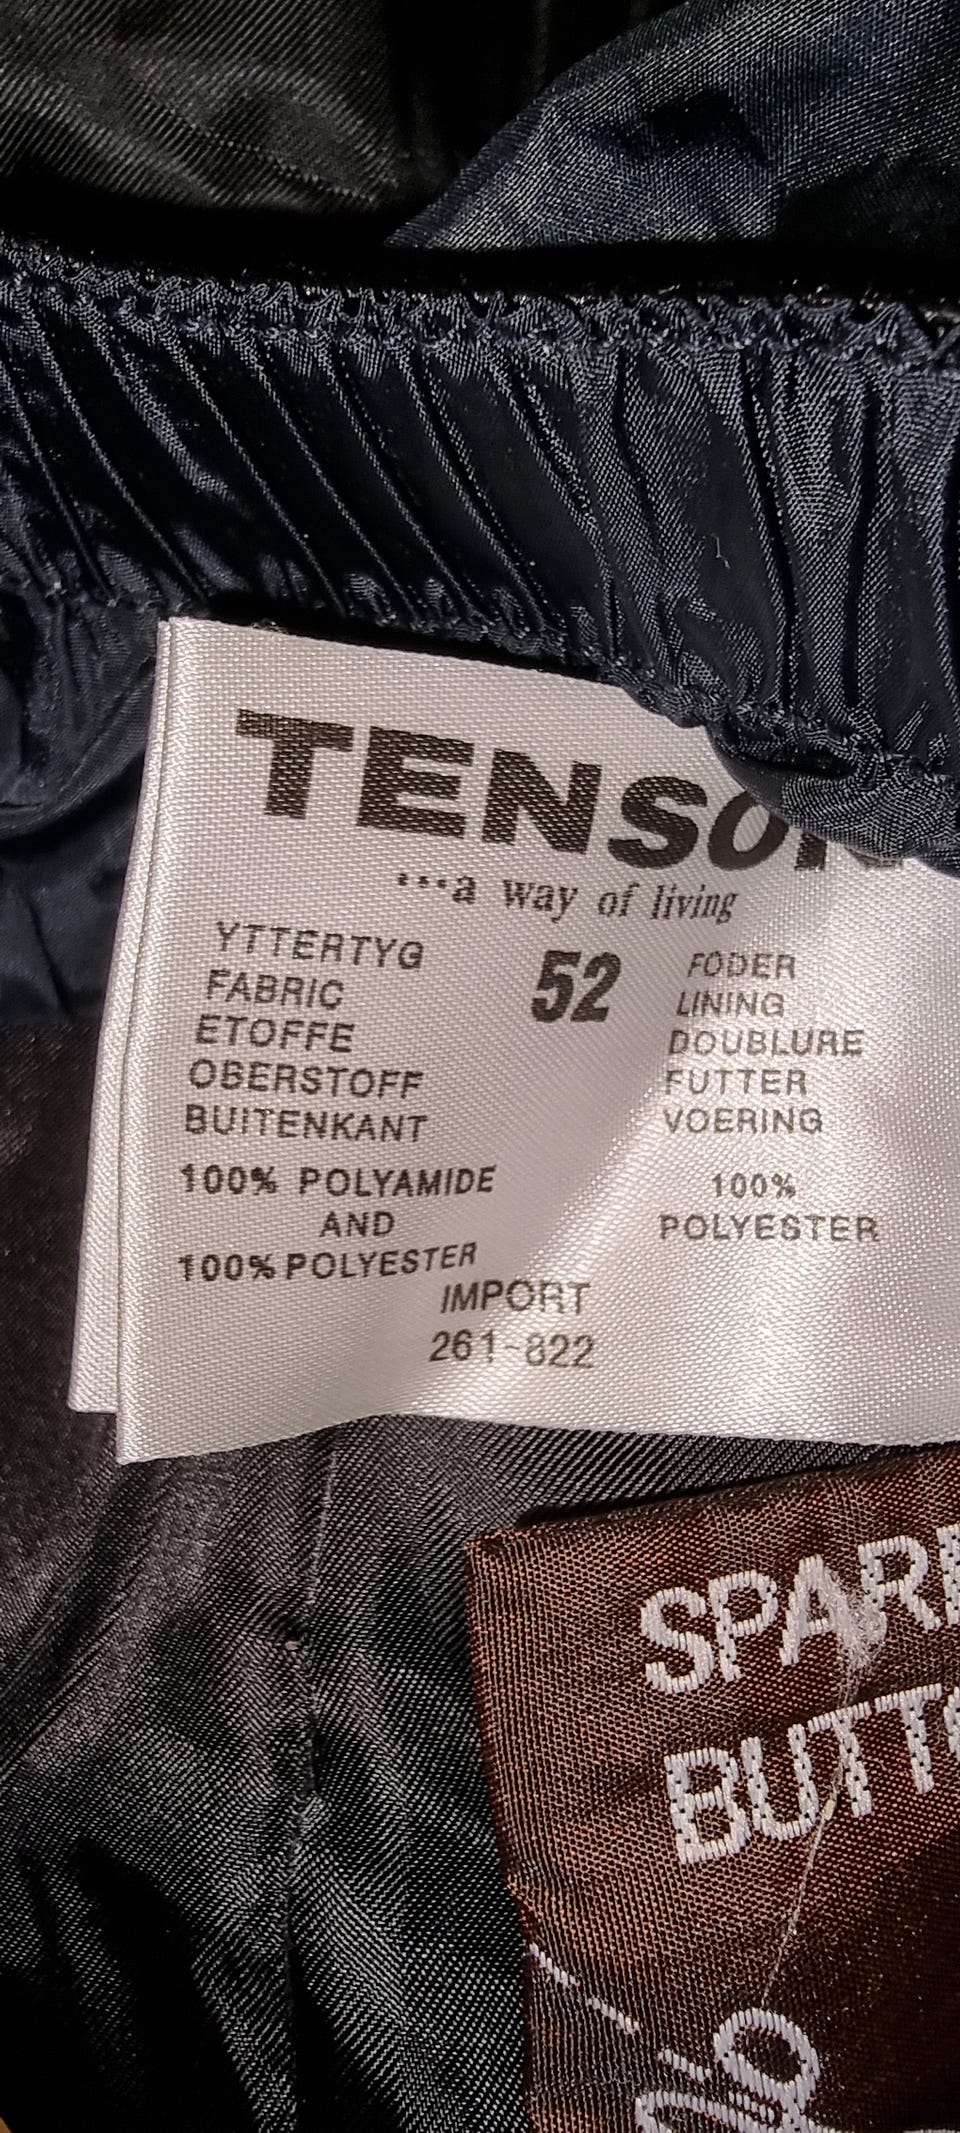 TENSON
...a way of living
YTTERTYG
FABRIC
ETOFFE
OBERSTOFF
BUITENKANT
100% POLYAMIDE
AND
100% POLYESTER
52
FODER
LINING
DOUBLURE
FUTTER
VOERING
100%
POLYESTER
IMPORT
261-822
SPAR
BUTT